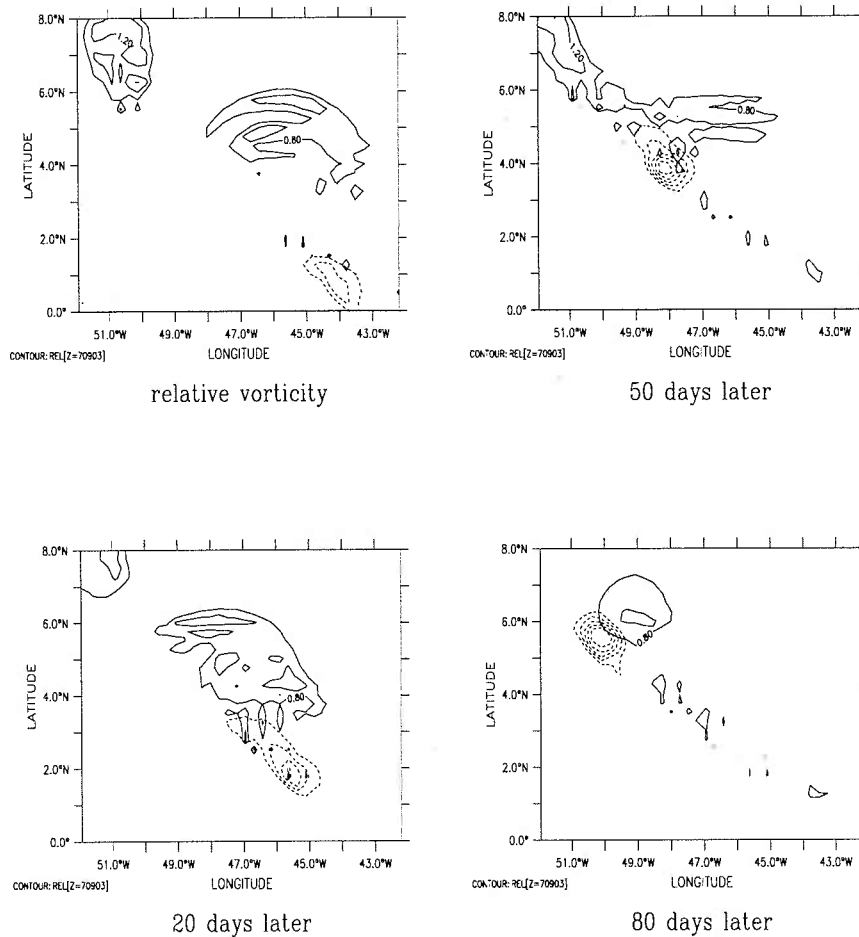 8.0°N
6.0°N
4.0°N
2.0°N
0.0°
LATITUDE
1.20
0.80
51.0°W 49.0°W 47.0°W 45.0°W 43.0°W
LONGITUDE
CONTOUR: REL[Z=70903]
relative vorticity
8.0°N
6.0°N
4.0°N
2.0°N
0.0°
LATITUDE
1.20
0.80
51.0°W 49.0°W 47.0°W 45.0°W 43.0°W
LONGITUDE
CONTOUR: REL[Z=70903]
50 days later
8.0°N
6.0°N
4.0°N
2.0°N
0.0°
LATITUDE
0.80
51.0°W 49.0°W 47.0°W 45.0°W 43.0°W
LONGITUDE
CONTOUR: REL[Z=70903]
20 days later
8.0°N
6.0°N
4.0°N
2.0°N
0.0°
LATITUDE
0.80
51.0°W 49.0°W 47.0°W 45.0°W 43.0°W
LONGITUDE
CONTOUR: REL[Z=70903]
80 days later